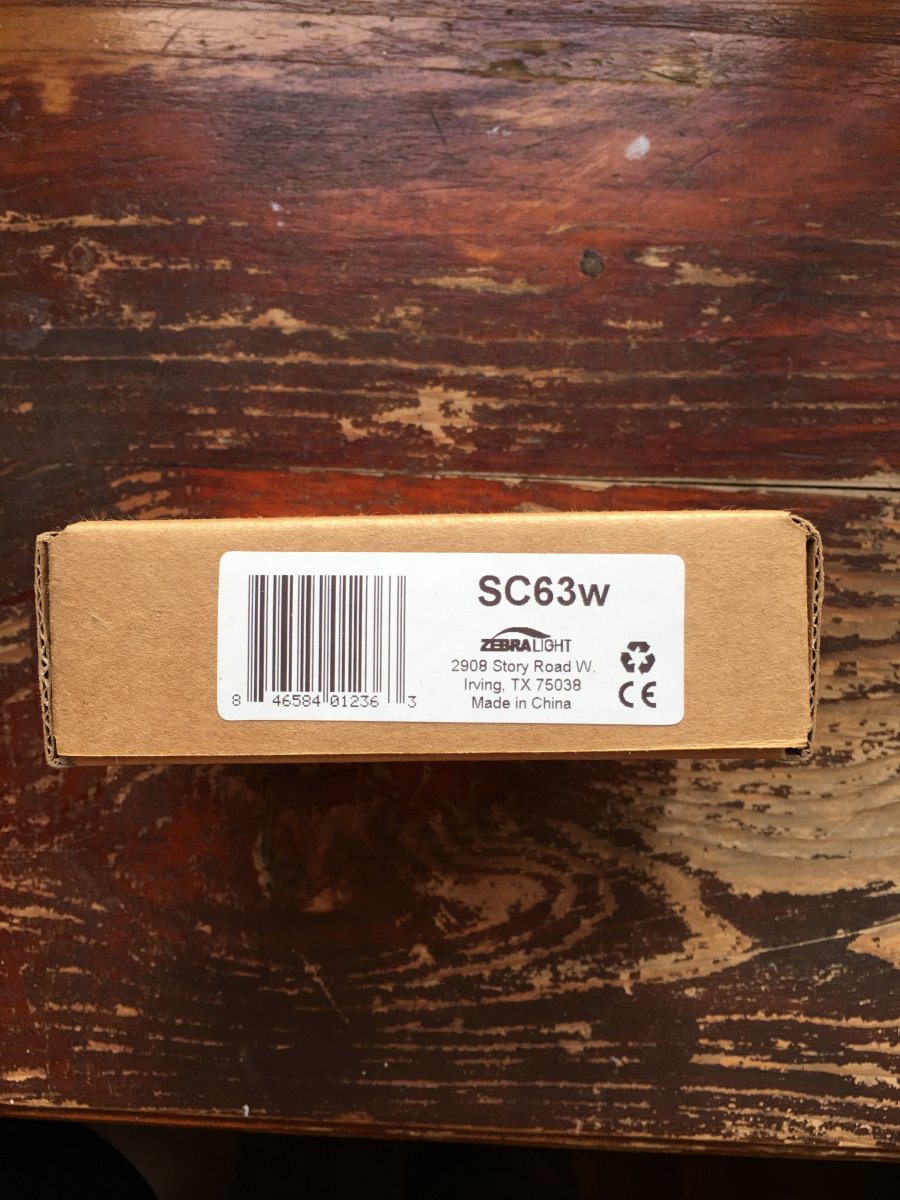 SC63w
ZEBRALIGHT
2908 Story Road W.
Irving, TX 75038
Made in China
CE
8 46584 01236 3